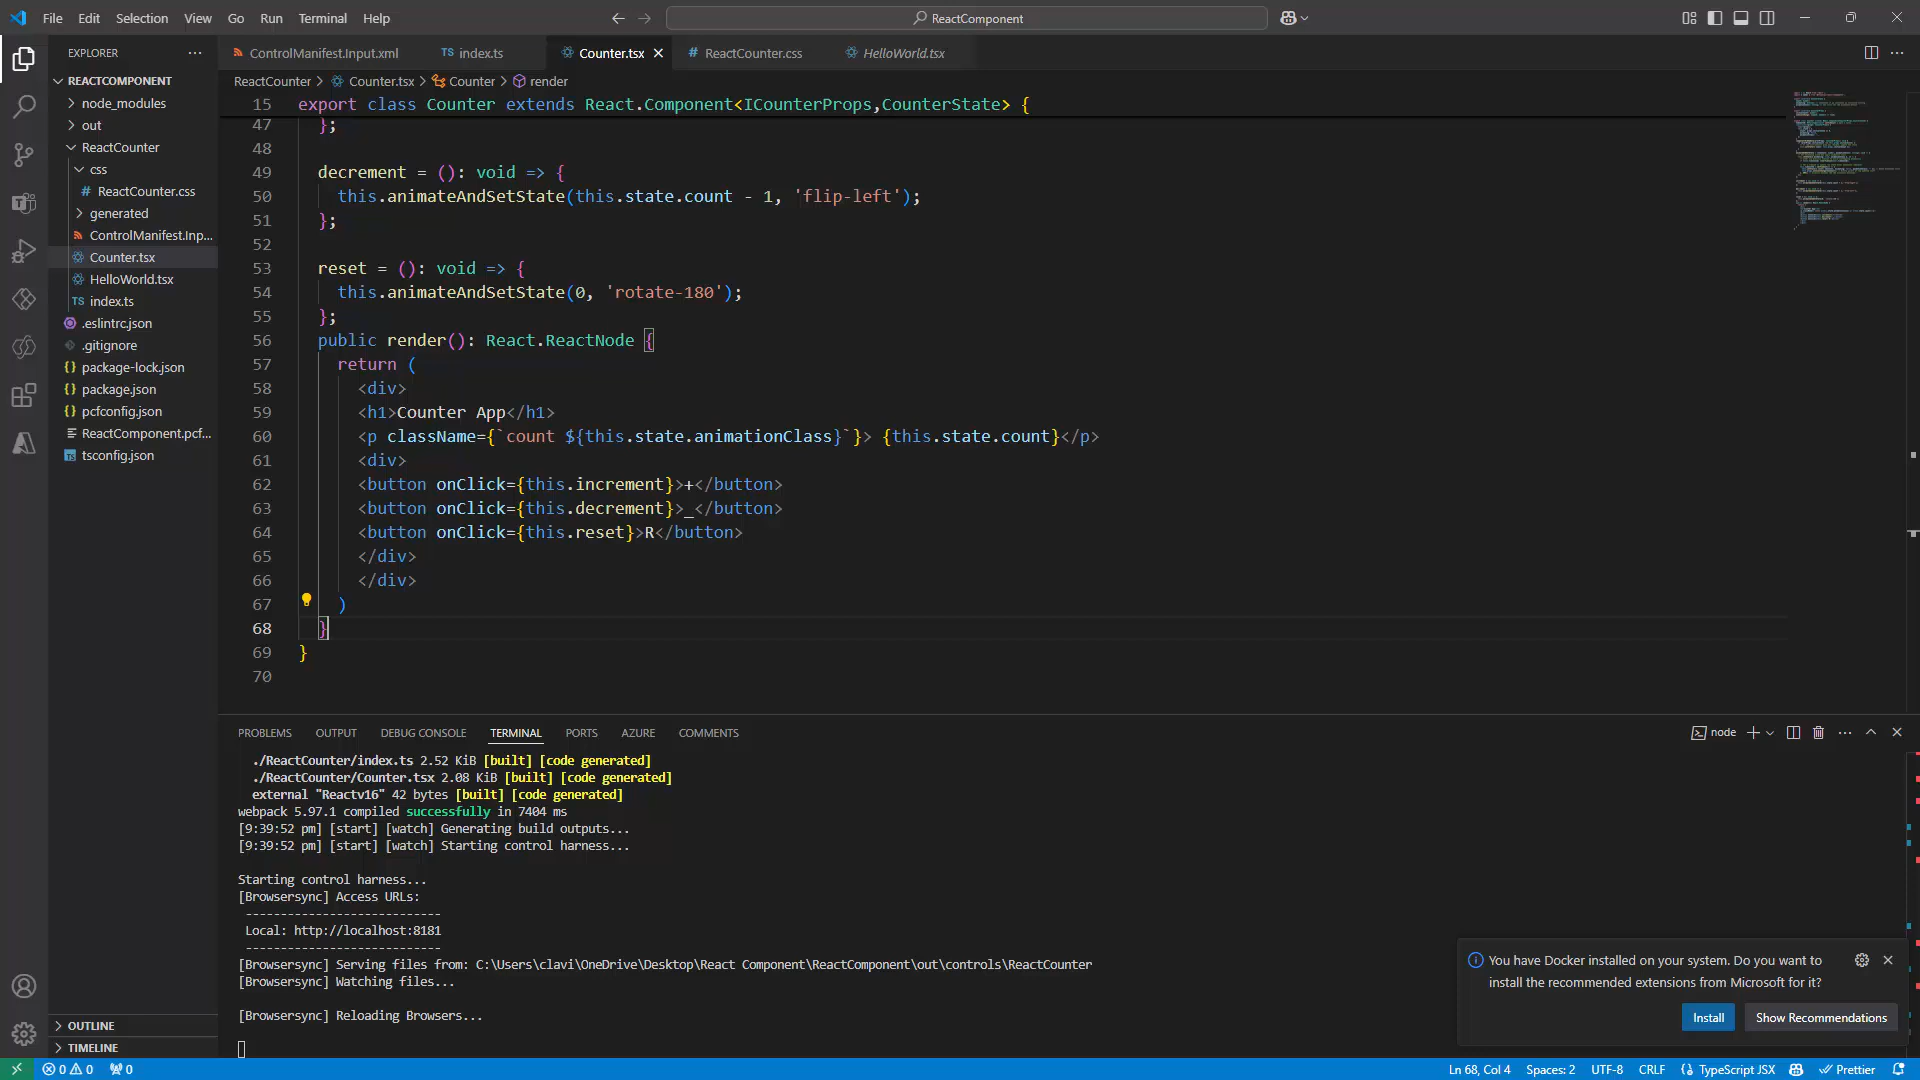 File Edit Selection View Go Run Terminal Help
ReactComponent
EXPLORER
REACTCOMPONENT
node_modules
out
ReactCounter
css
# ReactCounter.css
generated
ControlManifest.Inp...
Counter.tsx
HelloWorld.tsx
TS index.ts
.eslintrc.json
.gitignore
{} package-lock.json
{} package.json
{} pcfconfig.json
ReactComponent.pcf...
TS tsconfig.json
OUTLINE
TIMELINE
ControlManifest.Input.xml
TS index.ts
Counter.tsx
# ReactCounter.css
HelloWorld.tsx
ReactCounter > Counter.tsx > Counter > render
15 export class Counter extends React.Component<ICounterProps,CounterState> {
47 };
48
49 decrement = (): void => {
50 this.animateAndSetState(this.state.count - 1, 'flip-left');
51 };
52
53 reset = (): void => {
54 this.animateAndSetState(0, 'rotate-180');
55 };
56 public render(): React.ReactNode {
57 return (
58 <div>
59 <h1>Counter App</h1>
60 <p className={`count ${this.state.animationClass}`}> {this.state.count}</p>
61 <div>
62 <button onClick={this.increment}>+</button>
63 <button onClick={this.decrement}>_</button>
64 <button onClick={this.reset}>R</button>
65 </div>
66 </div>
67 )
68 }
69 }
70
PROBLEMS OUTPUT DEBUG CONSOLE TERMINAL PORTS AZURE COMMENTS
node
./ReactCounter/index.ts 2.52 KiB [built] [code generated]
./ReactCounter/Counter.tsx 2.08 KiB [built] [code generated]
external "Reactv16" 42 bytes [built] [code generated]
webpack 5.97.1 compiled successfully in 7404 ms
[9:39:52 pm] [start] [watch] Generating build outputs...
[9:39:52 pm] [start] [watch] Starting control harness...
Starting control harness...
[Browsersync] Access URLs:
----------------------------
Local: http://localhost:8181
----------------------------
[Browsersync] Serving files from: C:\Users\clavi\OneDrive\Desktop\React Component\ReactComponent\out\controls\ReactCounter
[Browsersync] Watching files...
[Browsersync] Reloading Browsers...
You have Docker installed on your system. Do you want to
install the recommended extensions from Microsoft for it?
Install
Show Recommendations
0 0 0
Ln 68, Col 4 Spaces: 2 UTF-8 CRLF {} TypeScript JSX Prettier